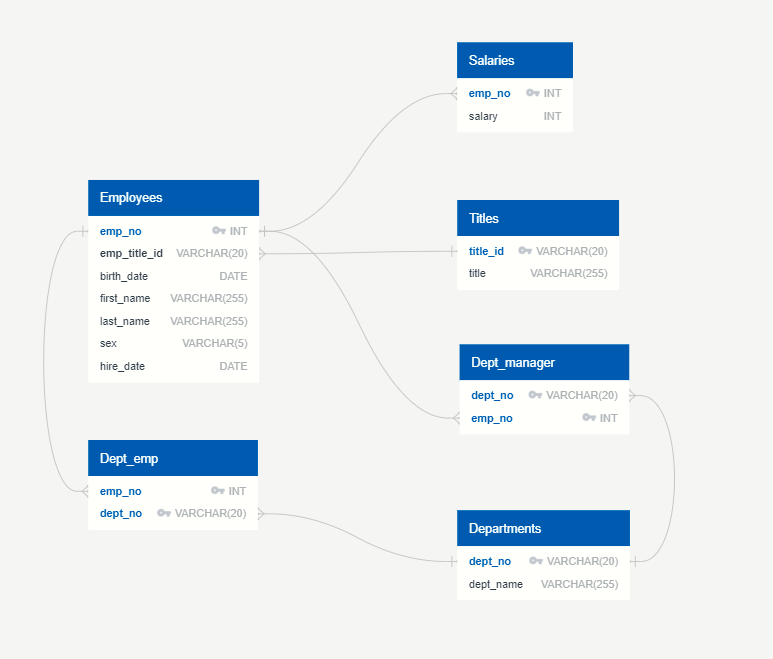 Salaries
emp_no INT
salary INT
Employees
emp_no INT
emp_title_id VARCHAR(20)
birth_date DATE
first_name VARCHAR(255)
last_name VARCHAR(255)
sex VARCHAR(5)
hire_date DATE
Titles
title_id VARCHAR(20)
title VARCHAR(255)
Dept_manager
dept_no VARCHAR(20)
emp_no INT
Dept_emp
emp_no INT
dept_no VARCHAR(20)
Departments
dept_no VARCHAR(20)
dept_name VARCHAR(255)